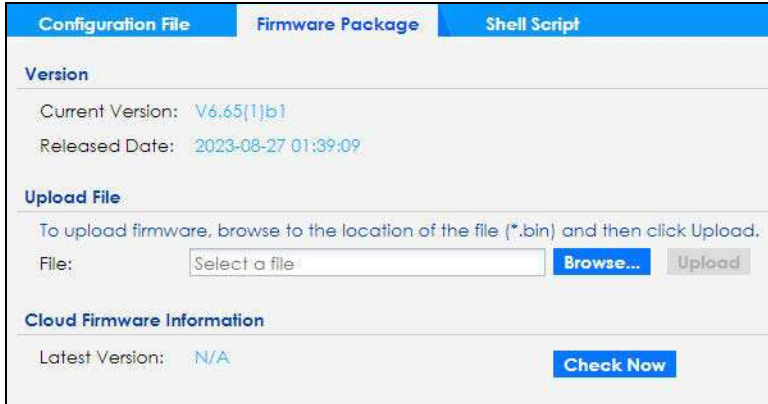 Configuration File Firmware Package Shell Script
Version
Current Version: V6.65(1)b1
Released Date: 2023-08-27 01:39:09
Upload File
To upload firmware, browse to the location of the file (*.bin) and then click Upload.
File: Select a file Browse... Upload
Cloud Firmware Information
Latest Version: N/A Check Now